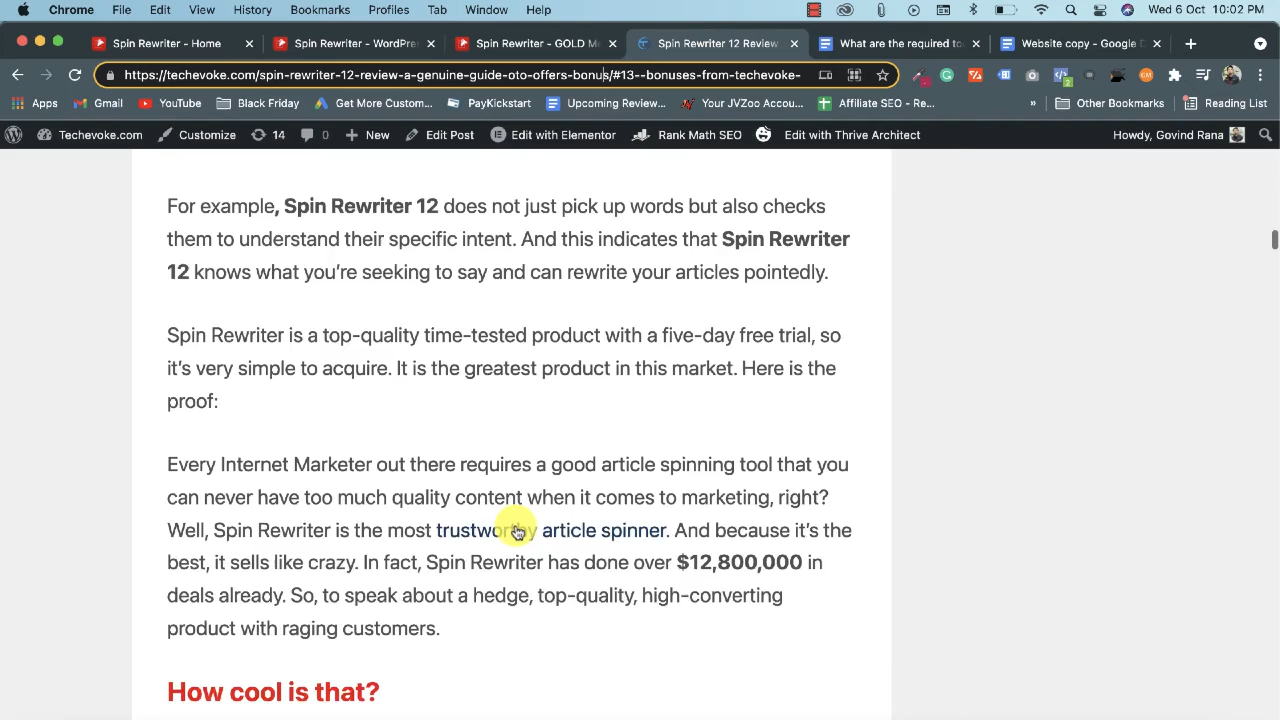 Chrome File Edit View History Bookmarks Profiles Tab Window Help Wed 6 Oct 10:02 PM
Spin Rewriter - Home Spin Rewriter - WordPre Spin Rewriter - GOLD M Spin Rewriter 12 Review What are the required to Website copy - Google D
https://techevoke.com/spin-rewriter-12-review-a-genuine-guide-oto-offers-bonus/#13--bonuses-from-techevoke-
Apps Gmail YouTube Black Friday Get More Custom... PayKickstart Upcoming Review... Your JVZoo Accou... Affiliate SEO - Re... » Other Bookmarks Reading List
Techevoke.com Customize 14 0 New Edit Post Edit with Elementor Rank Math SEO Edit with Thrive Architect Howdy, Govind Rana
For example, Spin Rewriter 12 does not just pick up words but also checks
them to understand their specific intent. And this indicates that Spin Rewriter
12 knows what you're seeking to say and can rewrite your articles pointedly.
Spin Rewriter is a top-quality time-tested product with a five-day free trial, so
it's very simple to acquire. It is the greatest product in this market. Here is the
proof:
Every Internet Marketer out there requires a good article spinning tool that you
can never have too much quality content when it comes to marketing, right?
Well, Spin Rewriter is the most trustworthy article spinner. And because it's the
best, it sells like crazy. In fact, Spin Rewriter has done over $12,800,000 in
deals already. So, to speak about a hedge, top-quality, high-converting
product with raging customers.
How cool is that?